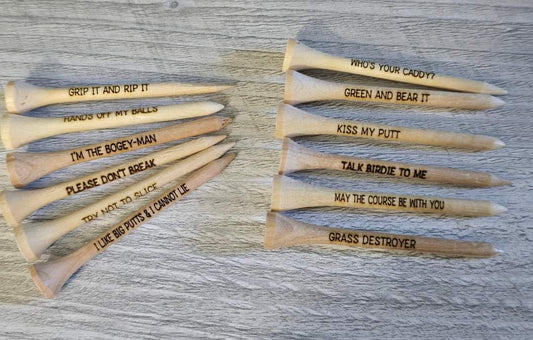 GRIP IT AND RIP IT
HANDS OFF MY BALLS
I'M THE BOGEY-MAN
PLEASE DON'T BREAK
TRY NOT TO SLICE
I LIKE BIG PUTTS & I CANNOT LIE
WHO'S YOUR CADDY?
GREEN AND BEAR IT
KISS MY PUTT
TALK BIRDIE TO ME
MAY THE COURSE BE WITH YOU
GRASS DESTROYER